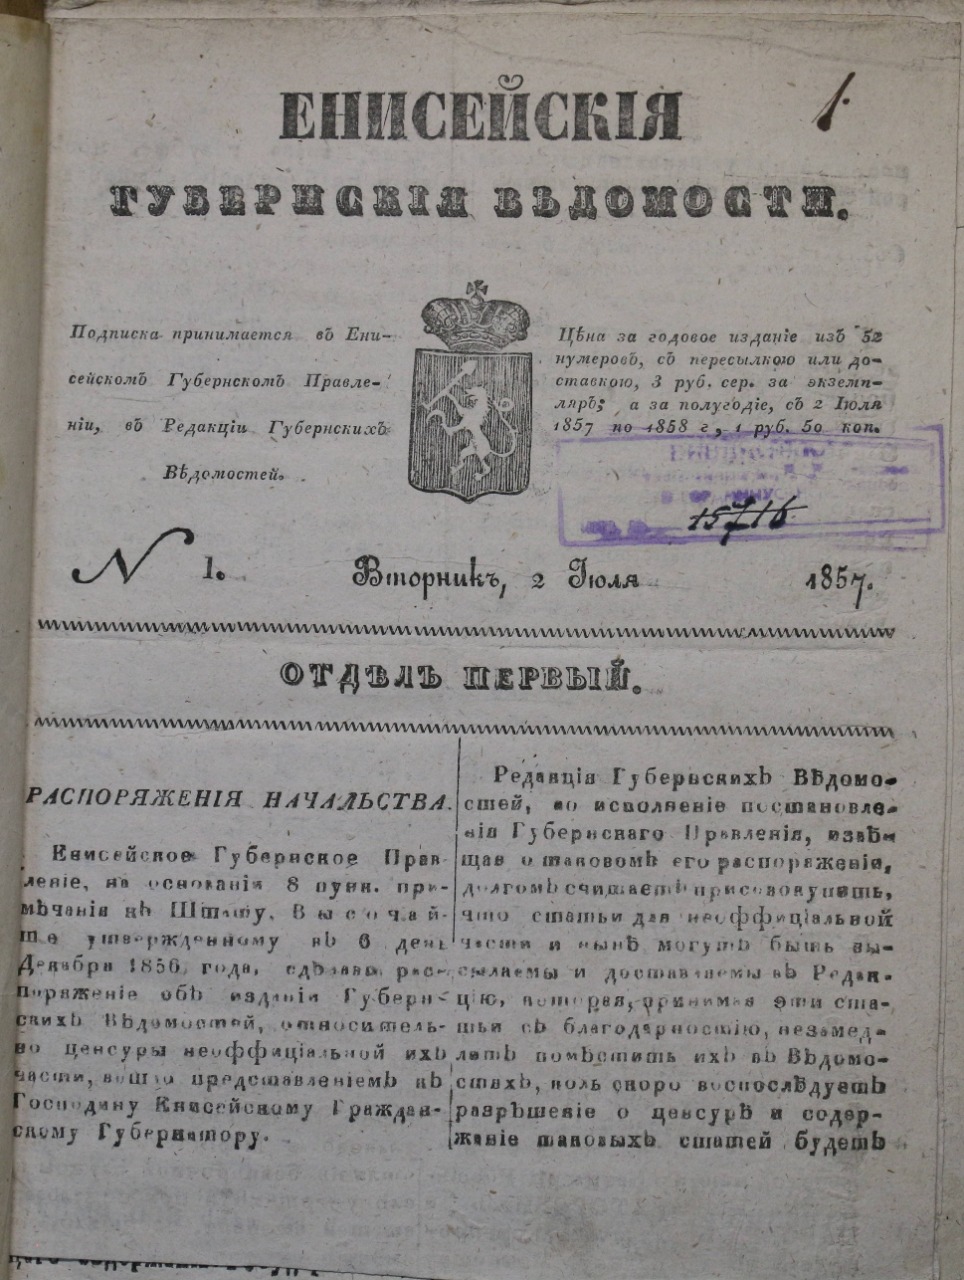 1.
ЕНИСЕЙСКІЯ
ГУБЕРНСКІЯ ВѢДОМОСТИ.
Подписка принимается въ Ени-
сейскомъ Губернскомъ Правле-
ніи, въ Редакціи Губернскихъ
Вѣдомостей.
Цѣна за годовое изданіе изъ 52
нумеровъ, съ пересылкою или до-
ставкою, 3 руб. сер. за экземп-
ляръ; а за полугодіе, съ 2 Іюля
1857 по 1858 г, 1 руб. 50 коп.
15716
N 1.
Вторникъ, 2 Іюля
1857.
ОТДѢЛЪ ПЕРВЫЙ.
РАСПОРЯЖЕНІЯ НАЧАЛЬСТВА.
Енисейское Губернское Прав-
леніе, на основаніи 8 пунк. при-
мѣчанія къ Штату, Высочай-
ше утвержденному въ 6 день
Декабря 1856 года, сдѣлавъ рас-
поряженіе объ изданіи Губерн-
скихъ Вѣдомостей, относитель-
но ценсуры неоффиціальной ихъ
части, вошло представленіемъ къ
Господину Енисейскому Граждан-
скому Губернатору.
Редакція Губернскихъ Вѣдомо-
стей, во исполненіе постановле-
нія Губернскаго Правленія, извѣ-
щая о таковомъ его распоряженіи,
долгомъ считаетъ присовокупить,
что статьи для неоффиціальной
части и нынѣ могутъ быть вы-
сылаемы и доставляемы въ Редак-
цію, которая, принимая эти ста-
тьи съ благодарностію, незамед-
лить помѣстить ихъ въ Вѣдомо-
стяхъ, коль скоро воспослѣдуетъ
разрѣшеніе о ценсурѣ и содер-
жаніе таковыхъ статей будетъ